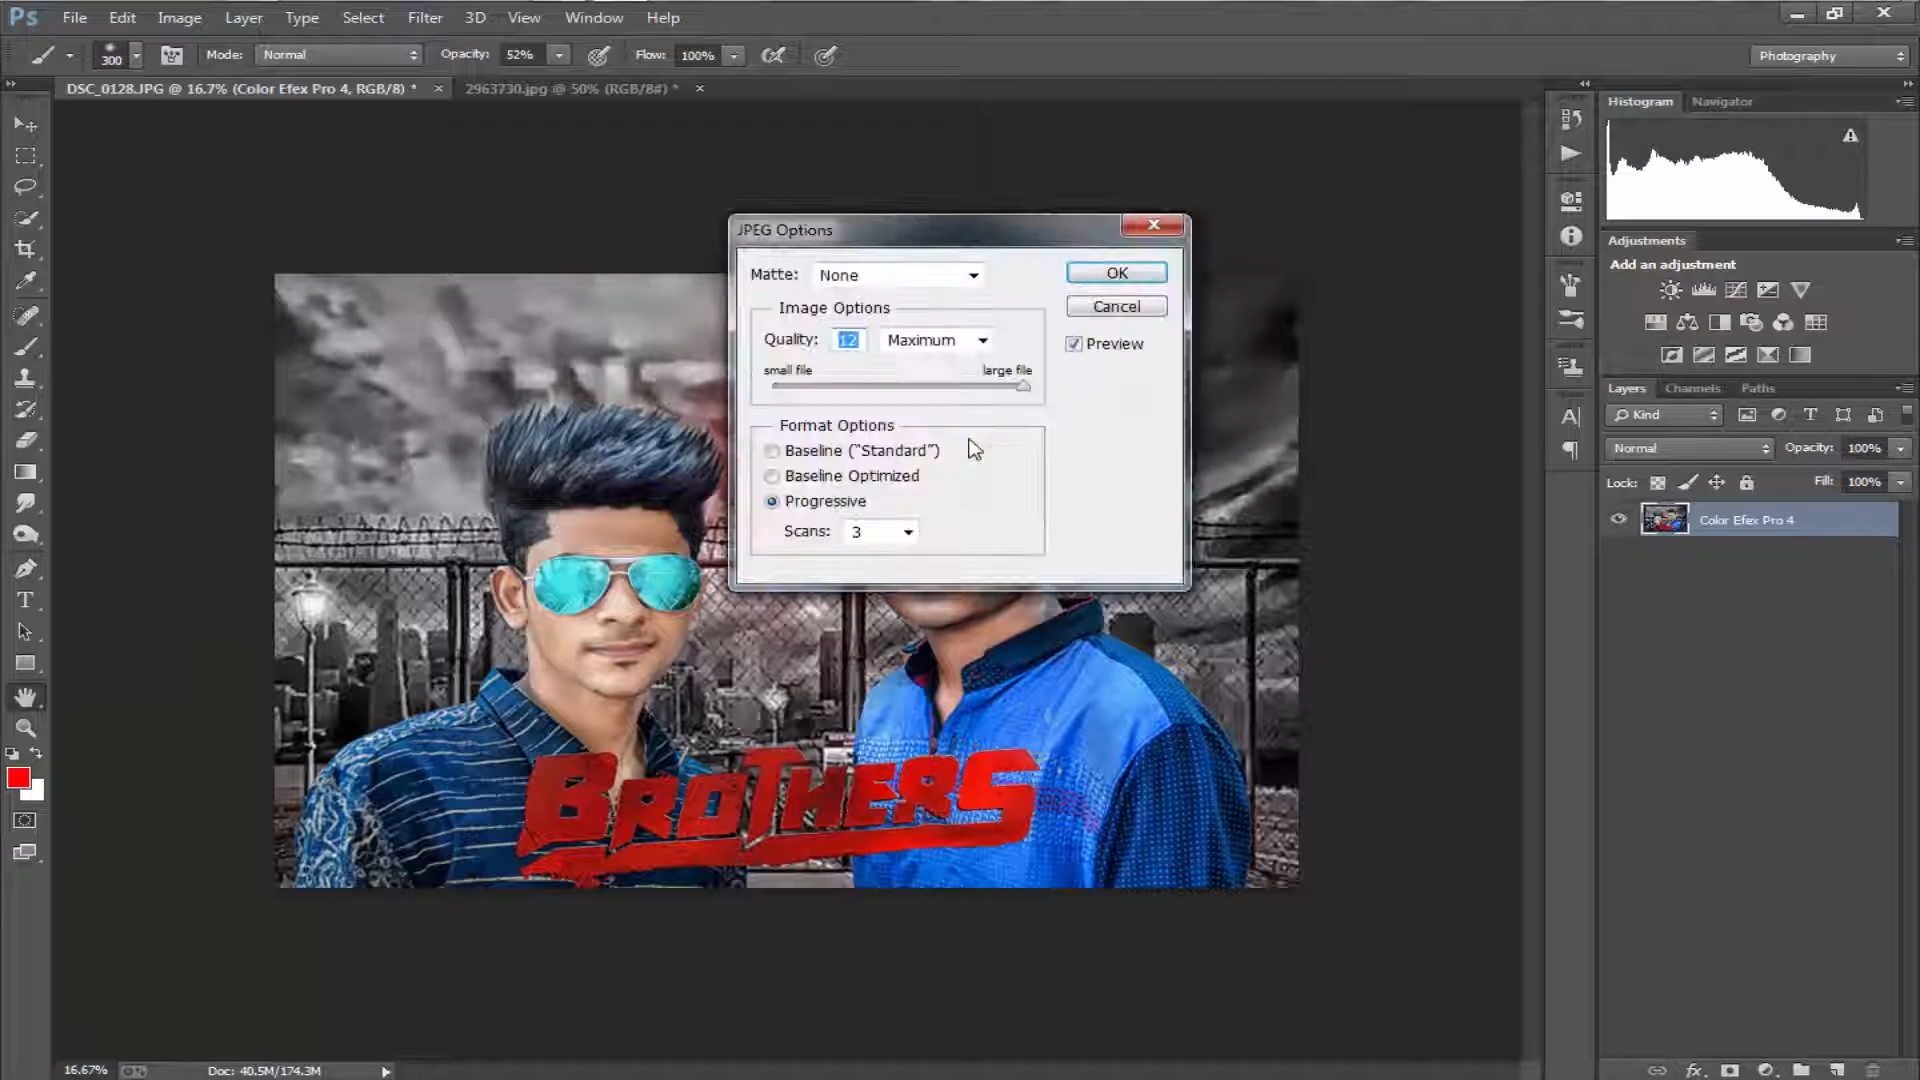 Ps File Edit Image Layer Type Select Filter 3D View Window Help
300 Mode: Normal Opacity: 52% Flow: 100% Photography
DSC_0128.JPG @ 16.7% (Color Efex Pro 4, RGB/8) * × 2963730.jpg @ 50% (RGB/8#) * ×
Histogram Navigator
JPEG Options
Matte: None OK
Image Options Cancel
Quality: 12 Maximum Preview
small file large file
Format Options
Baseline ("Standard")
Baseline Optimized
Progressive
Scans: 3
Adjustments
Add an adjustment
Layers Channels Paths
Kind
Normal Opacity: 100%
Lock: Fill: 100%
Color Efex Pro 4
BROTHERS
16.67% Doc: 40.5M/174.3M